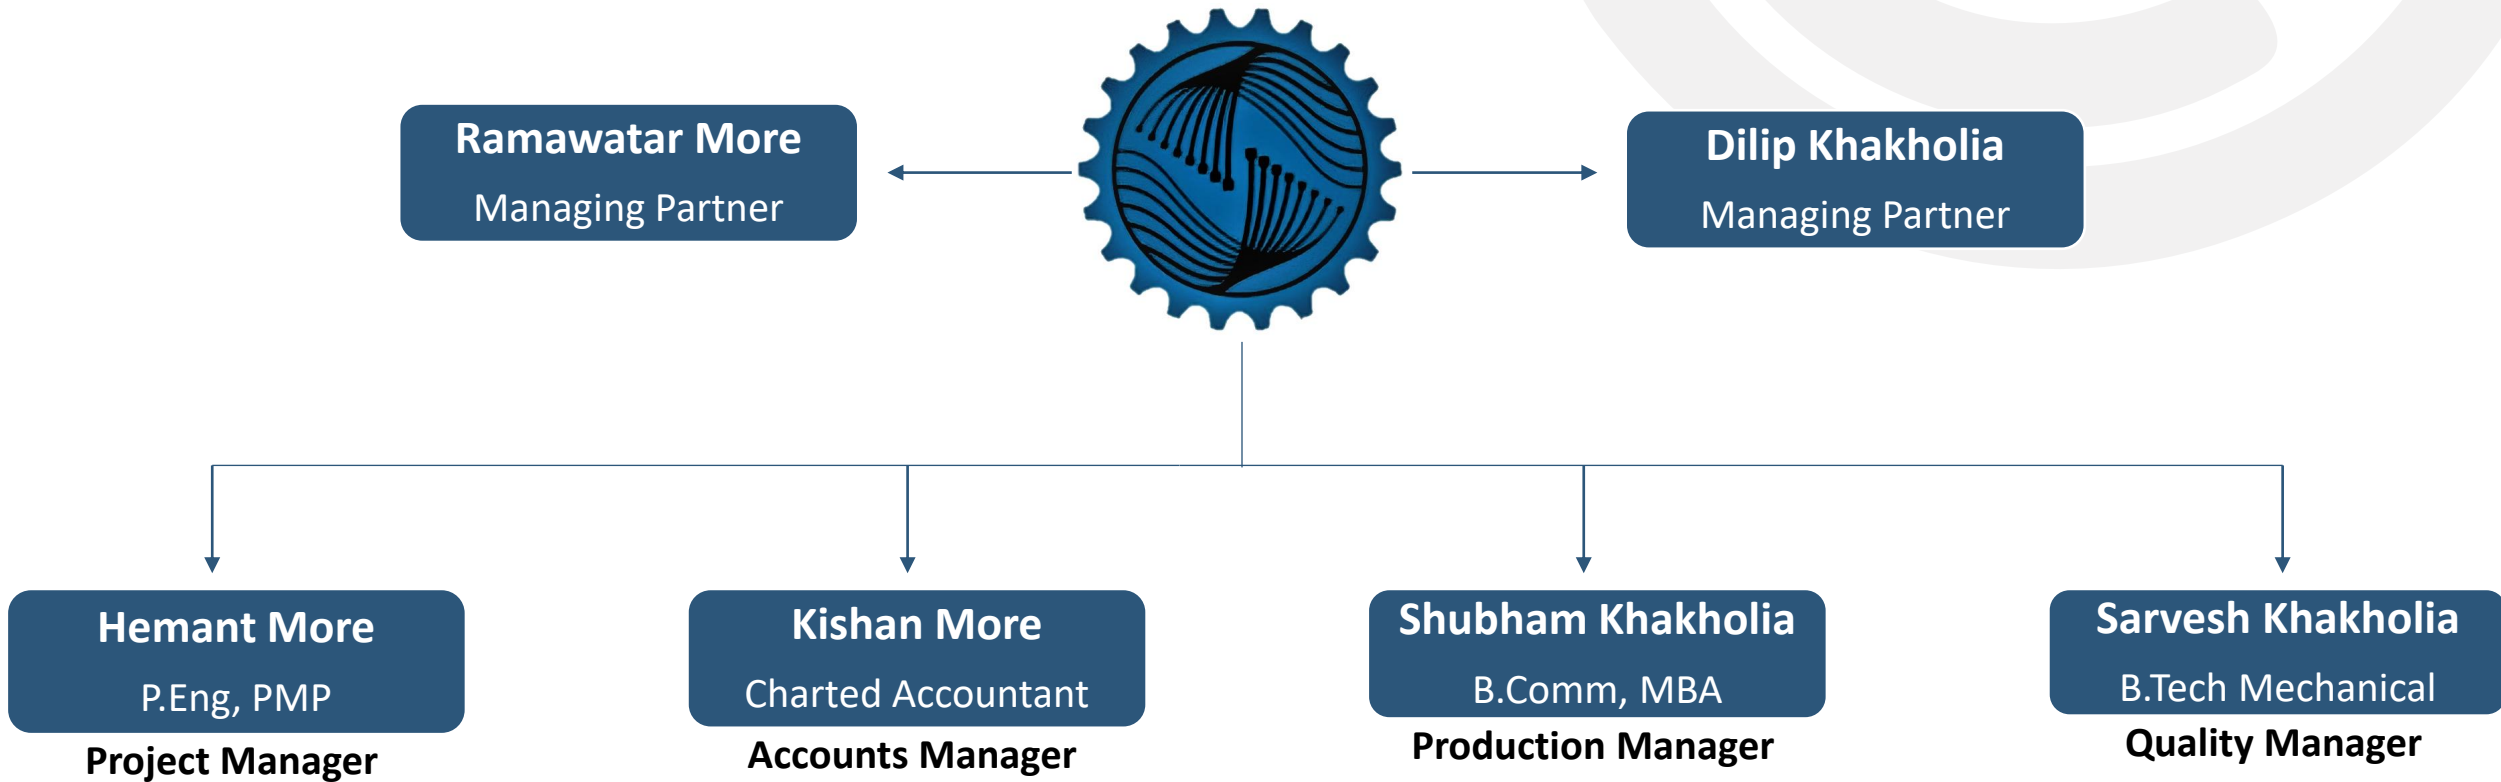 Ramawatar More
Managing Partner
Dilip Khakholia
Managing Partner
Hemant More
P.Eng, PMP
Project Manager
Kishan More
Charted Accountant
Accounts Manager
Shubham Khakholia
B.Comm, MBA
Production Manager
Sarvesh Khakholia
B.Tech Mechanical
Quality Manager